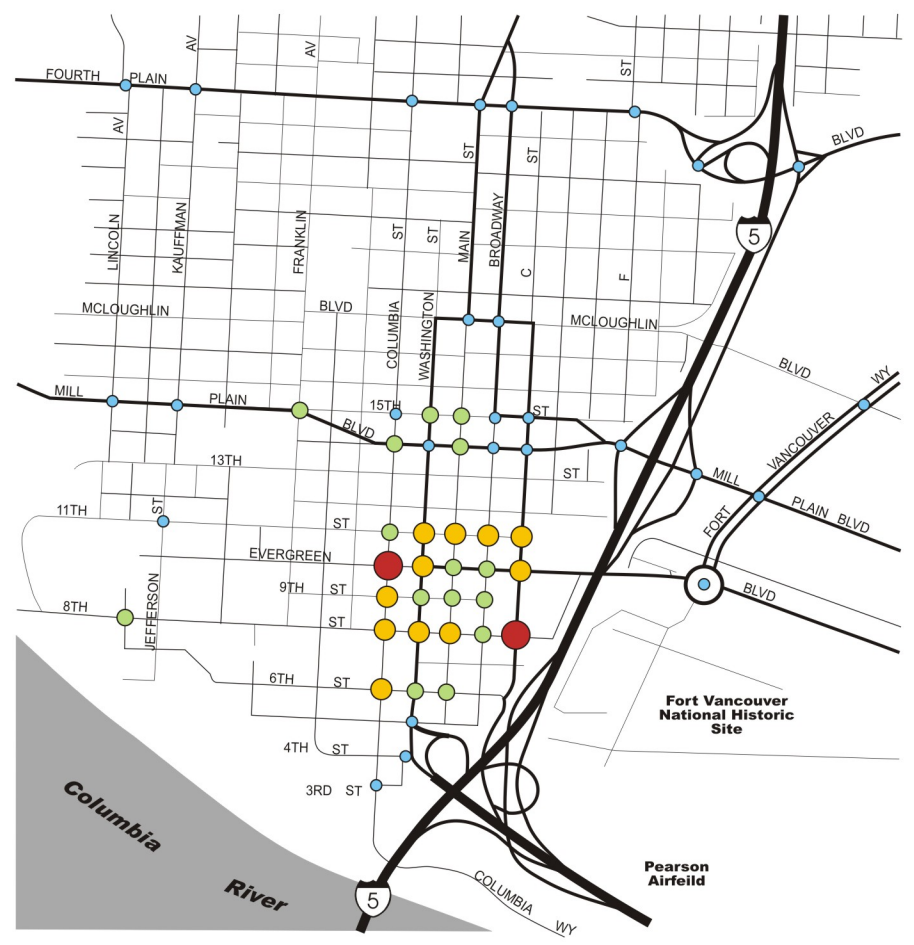 AV
AV
ST
FOURTH PLAIN
BLVD
AV
ST
ST
LINCOLN
KAUFFMAN
FRANKLIN
ST
ST
MAIN
BROADWAY
C
F
5
MCLOUGHLIN
BLVD
COLUMBIA
WASHINGTON
MCLOUGHLIN
BLVD
WY
VANCOUVER
FORT
MILL PLAIN
BLVD
15TH ST
13TH ST
MILL
PLAIN BLVD
11TH ST
ST
EVERGREEN
BLVD
9TH ST
JEFFERSON
8TH ST
6TH ST
4TH ST
3RD ST
Fort Vancouver
National Historic
Site
Pearson
Airfeild
Columbia
River
5
COLUMBIA
WY